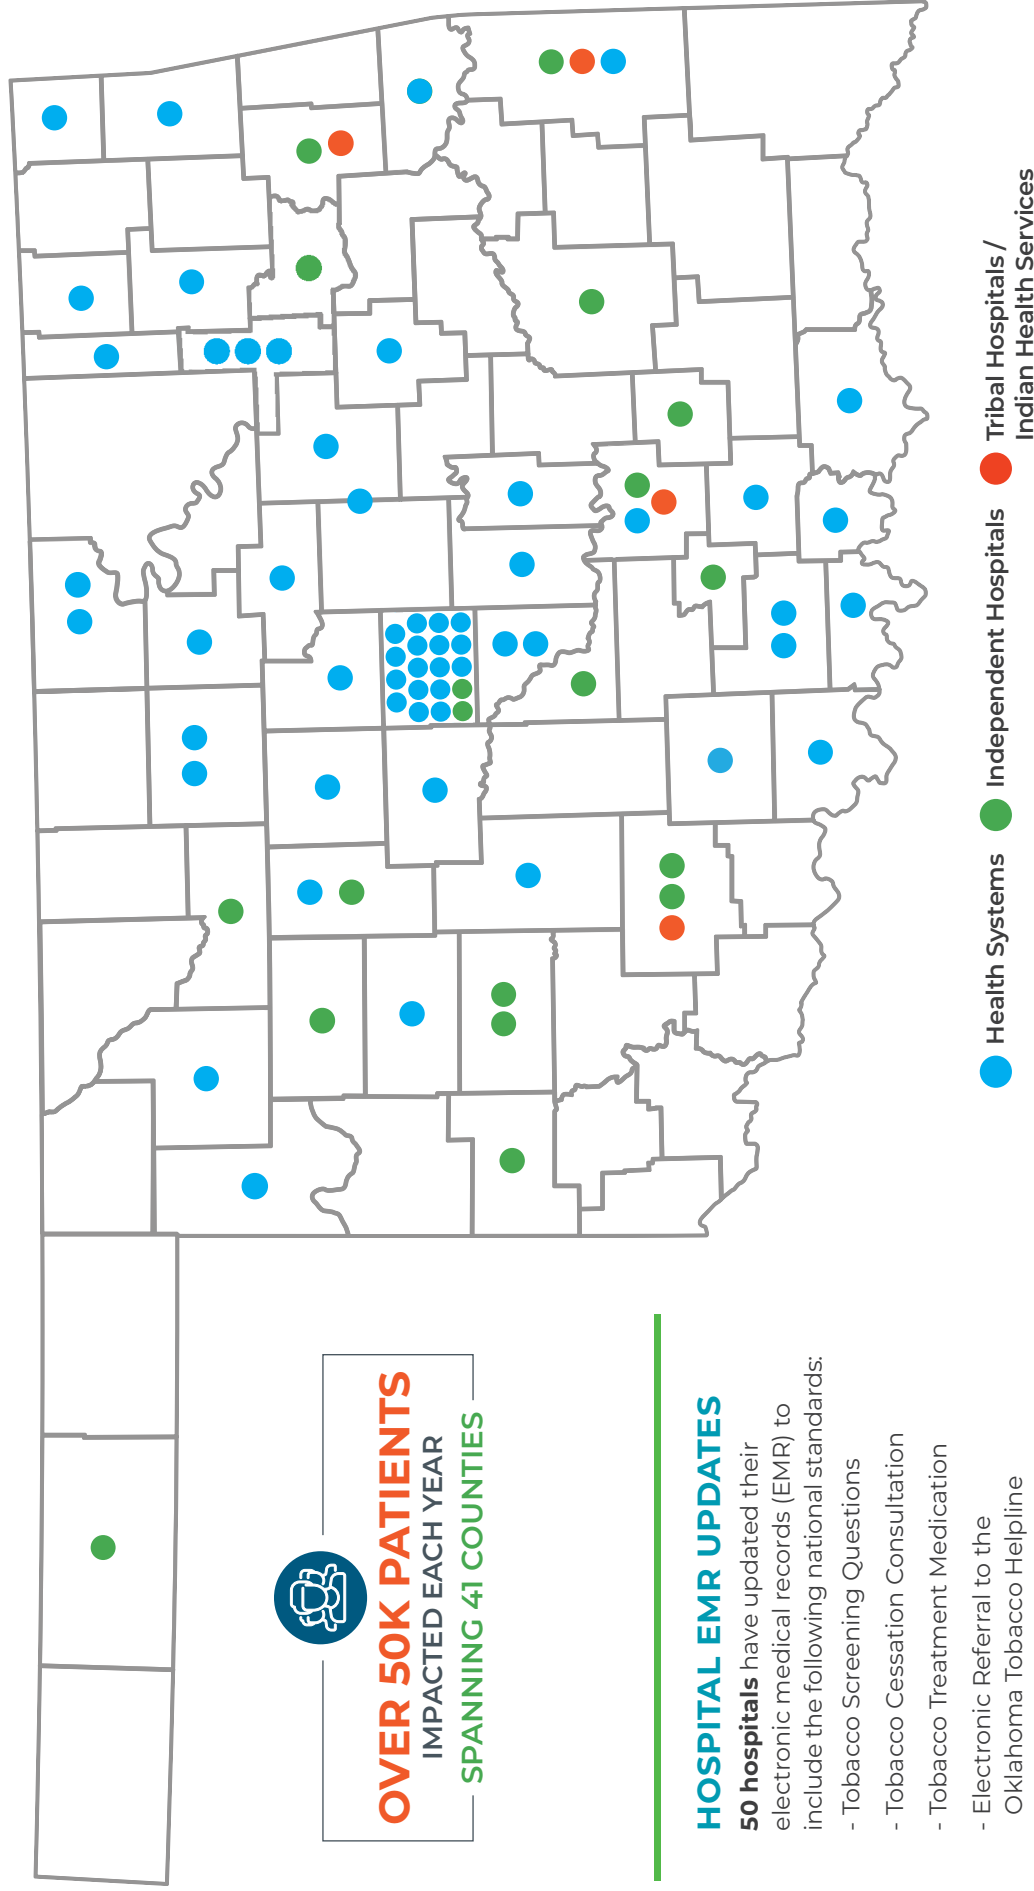 OVER 50K PATIENTS
IMPACTED EACH YEAR
SPANNING 41 COUNTIES
HOSPITAL EMR UPDATES
50 hospitals have updated their
electronic medical records (EMR) to
include the following national standards:
- Tobacco Screening Questions
- Tobacco Cessation Consultation
- Tobacco Treatment Medication
- Electronic Referral to the
Oklahoma Tobacco Helpline
Health Systems
Independent Hospitals
Tribal Hospitals /
Indian Health Services